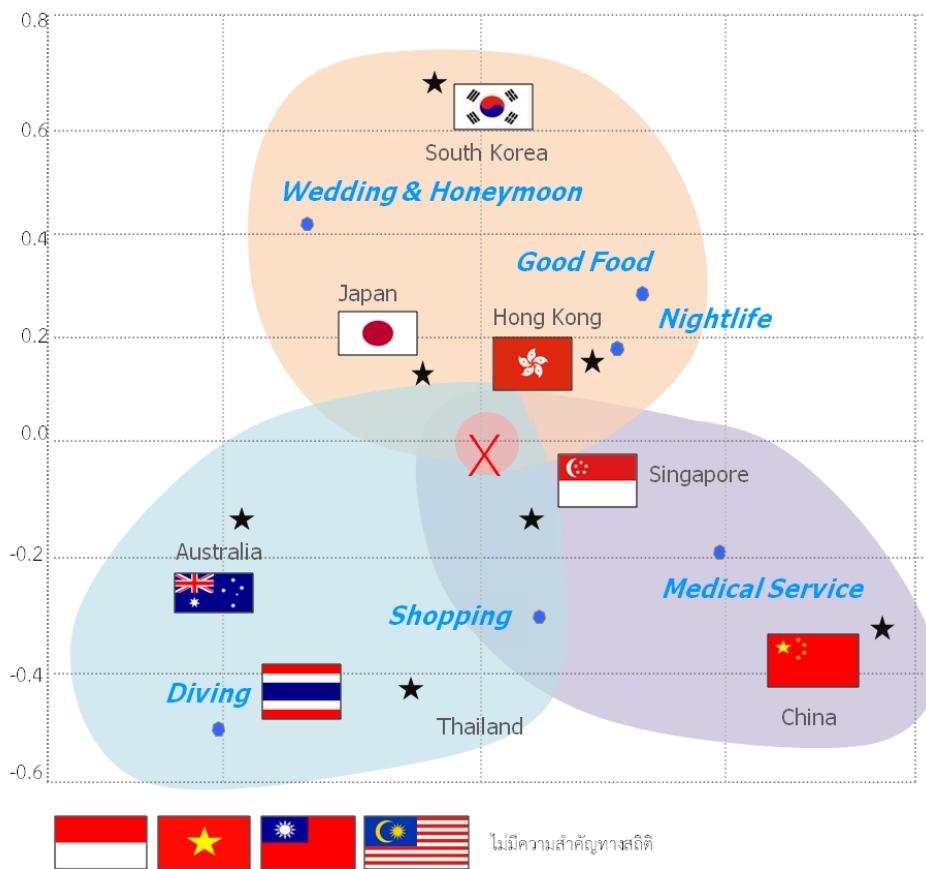 0.8
0.6
South Korea
Wedding & Honeymoon
0.4
Good Food
Japan
Hong Kong
Nightlife
0.2
0.0
X
Singapore
-0.2
Australia
Medical Service
Shopping
-0.4
Diving
Thailand
China
-0.6
ไม่มีความสำคัญทางสถิติ